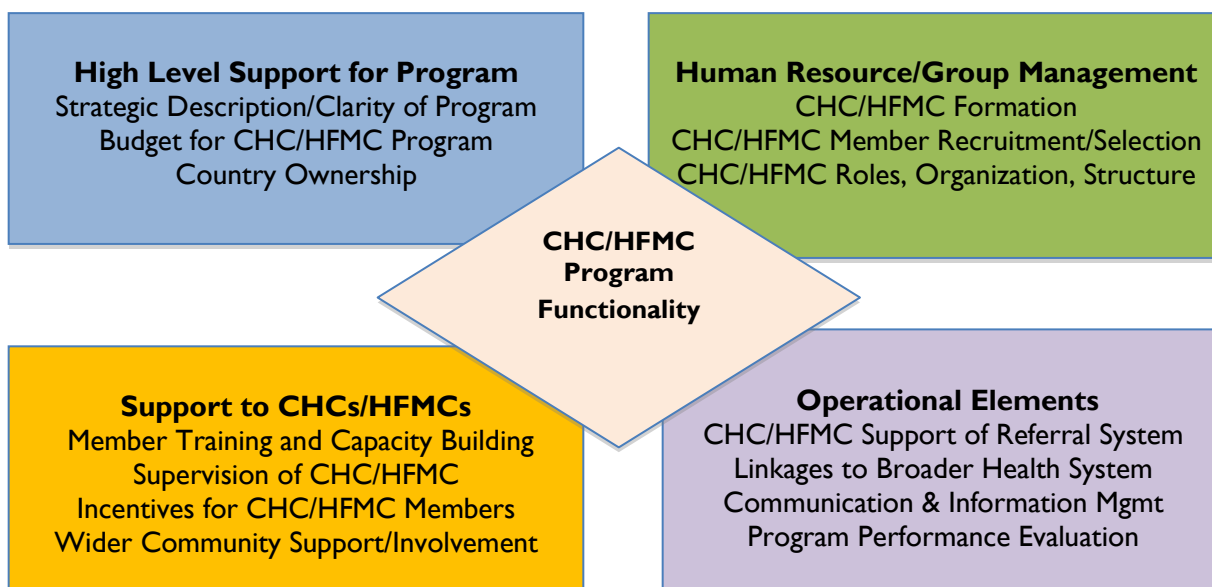 High Level Support for Program
Strategic Description/Clarity of Program
Budget for CHC/HFMC Program
Country Ownership
Human Resource/Group Management
CHC/HFMC Formation
CHC/HFMC Member Recruitment/Selection
CHC/HFMC Roles, Organization, Structure
CHC/HFMC
Program
Functionality
Support to CHCs/HFMCs
Member Training and Capacity Building
Supervision of CHC/HFMC
Incentives for CHC/HFMC Members
Wider Community Support/Involvement
Operational Elements
CHC/HFMC Support of Referral System
Linkages to Broader Health System
Communication & Information Mgmt
Program Performance Evaluation